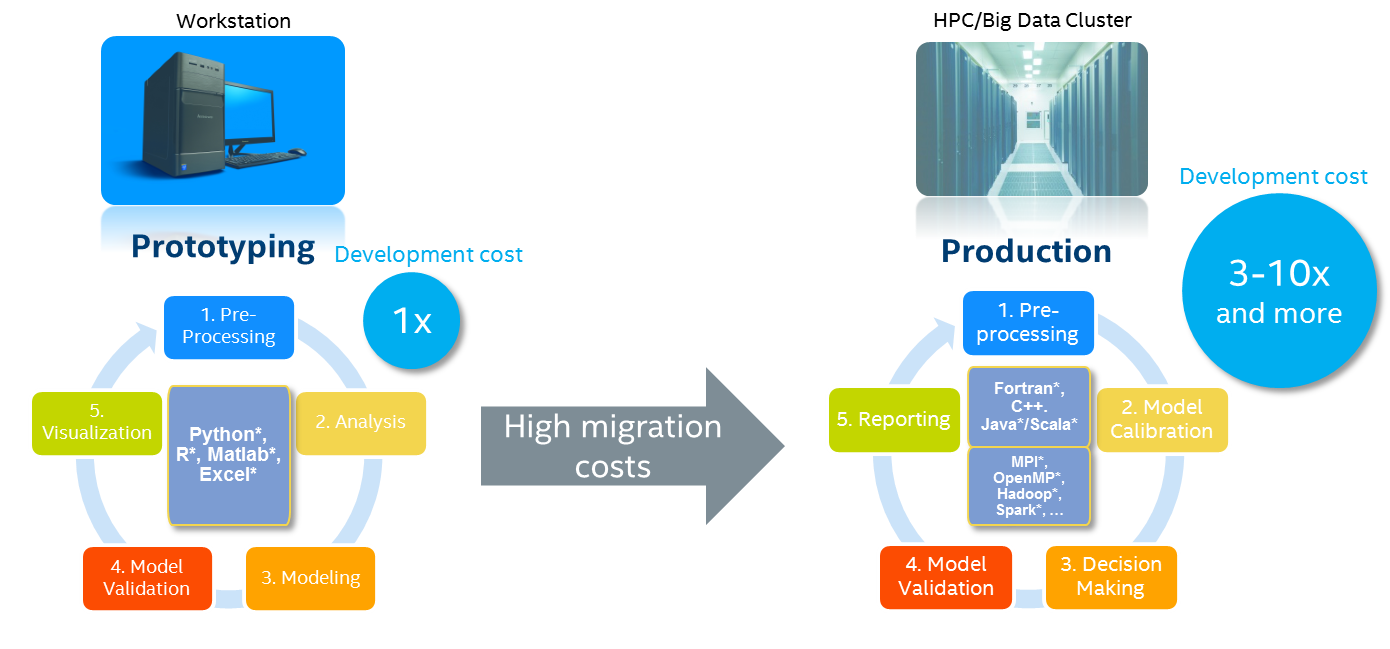 Workstation
Prototyping
Development cost
1x
1. Pre-
Processing
2. Analysis
3. Modeling
4. Model
Validation
5.
Visualization
Python*,
R*, Matlab*,
Excel*
High migration
costs
HPC/Big Data Cluster
Production
Development cost
3-10x
and more
1. Pre-
processing
2. Model
Calibration
3. Decision
Making
4. Model
Validation
5. Reporting
Fortran*,
C++.
Java*/Scala*
MPI*,
OpenMP*,
Hadoop*,
Spark*, ...